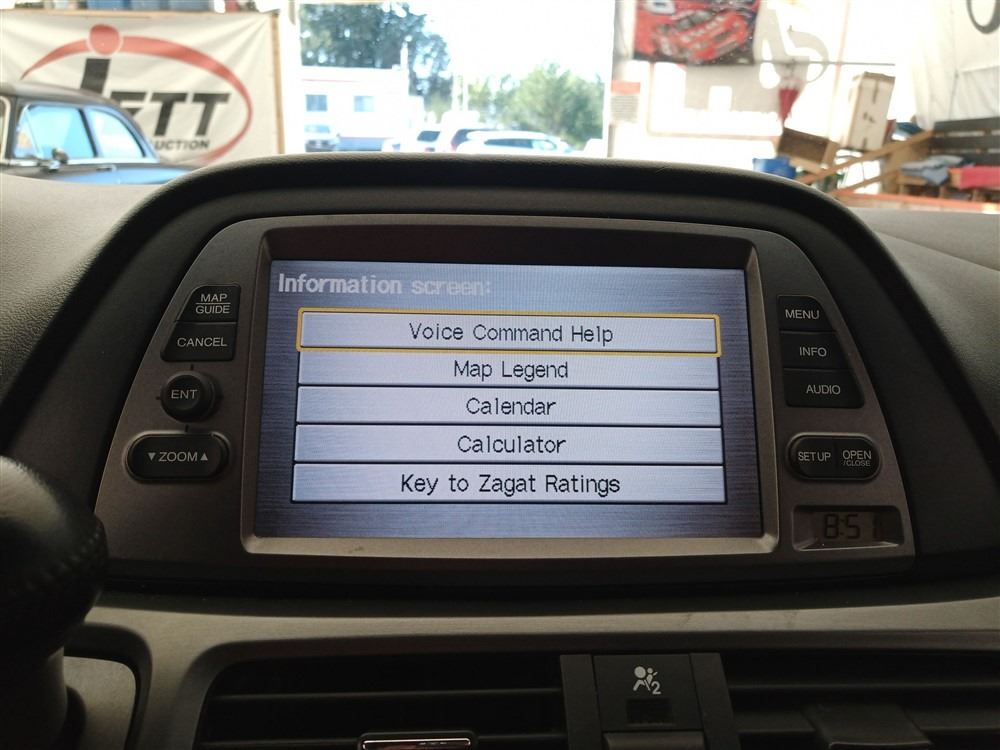 JETT
UCTION
Information screen:
Voice Command Help
Map Legend
Calendar
Calculator
Key to Zagat Ratings
MAP
GUIDE
CANCEL
ENT
▼ ZOOM ▲
MENU
INFO
AUDIO
SETUP
OPEN
/CLOSE
8:51
2